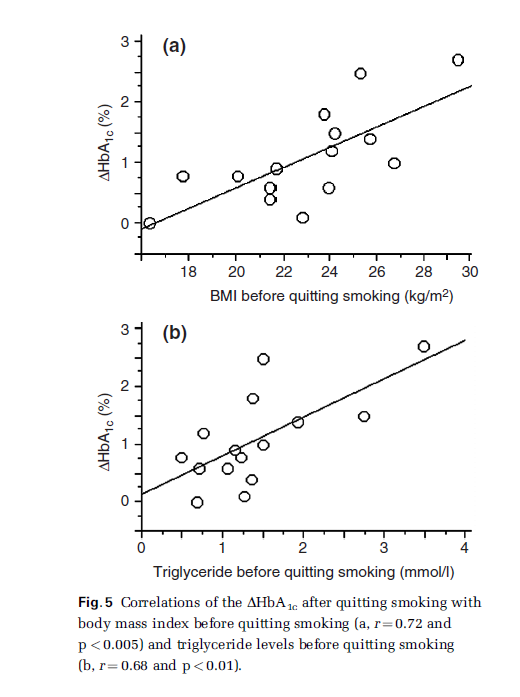 (a)
3
2
1
0
ΔHbA1c (%)
18 20 22 24 26 28 30
BMI before quitting smoking (kg/m²)
(b)
3
2
1
0
ΔHbA1c (%)
0 1 2 3 4
Triglyceride before quitting smoking (mmol/l)
Fig. 5 Correlations of the ΔHbA1c after quitting smoking with
body mass index before quitting smoking (a, r=0.72 and
p<0.005) and triglyceride levels before quitting smoking
(b, r=0.68 and p<0.01).